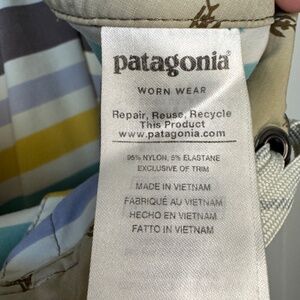 patagonia®
WORN WEAR
Repair, Reuse, Recycle
This Product
www.patagonia.com
95% NYLON, 5% ELASTANE
EXCLUSIVE OF TRIM
MADE IN VIETNAM
FABRIQUÉ AU VIETNAM
HECHO EN VIETNAM
FATTO IN VIETNAM